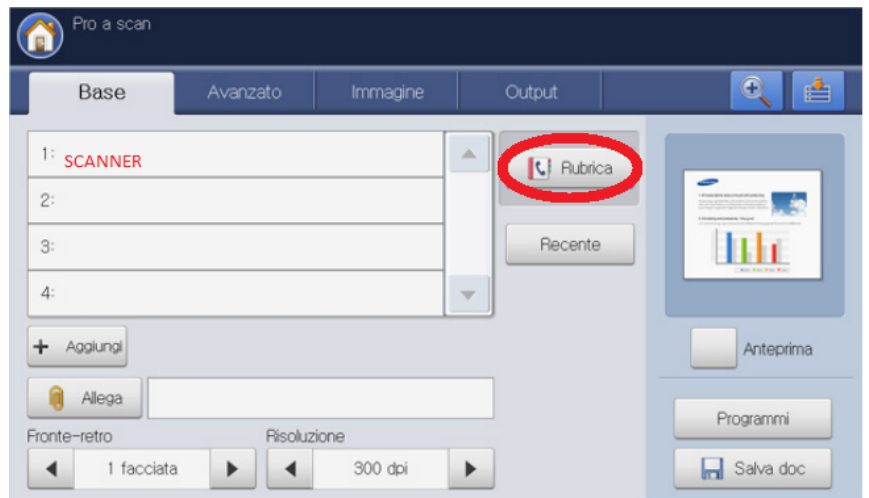 Pro a scan
Base
Avanzato
Immagine
Output
1: SCANNER
2:
3:
4:
Rubrica
Recente
+ Aggiungi
Allega
Fronte-retro
Risoluzione
1 facciata
300 dpi
Anteprima
Programmi
Salva doc